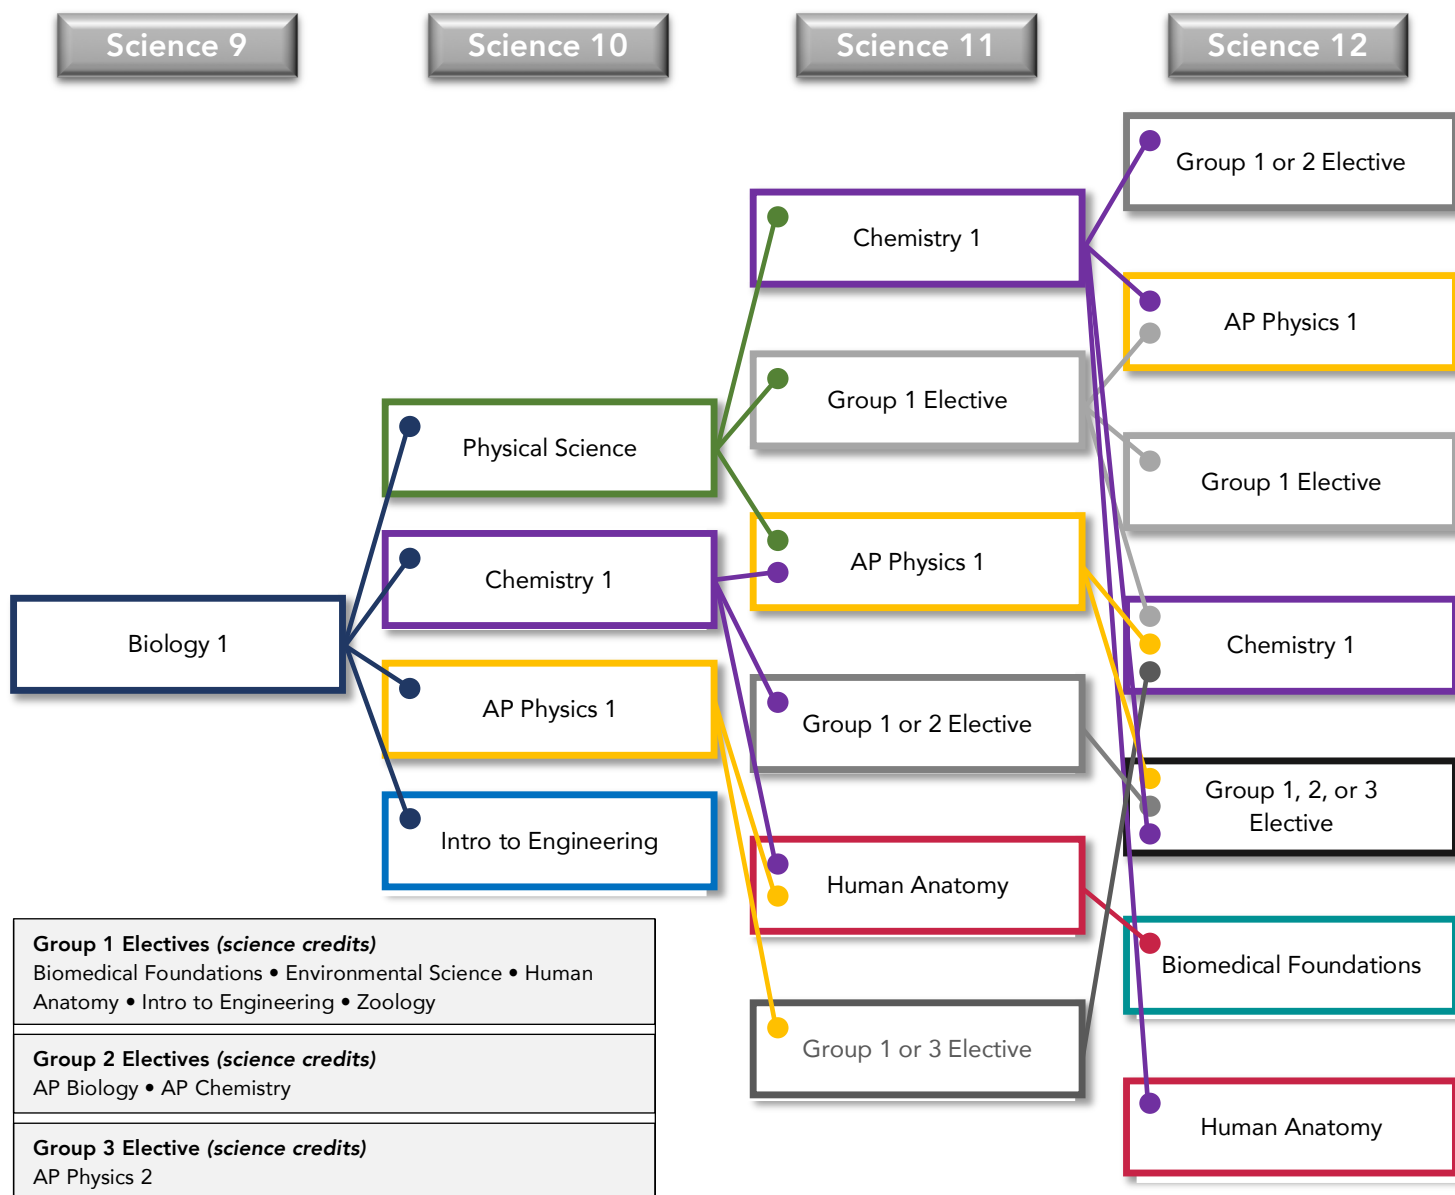 Science 9
Science 10
Science 11
Science 12
Biology 1
Physical Science
Chemistry 1
AP Physics 1
Intro to Engineering
Chemistry 1
Group 1 Elective
AP Physics 1
Group 1 or 2 Elective
Human Anatomy
Group 1 or 3 Elective
Group 1 or 2 Elective
AP Physics 1
Group 1 Elective
Chemistry 1
Group 1, 2, or 3
Elective
Biomedical Foundations
Human Anatomy
Group 1 Electives (science credits)
Biomedical Foundations • Environmental Science • Human
Anatomy • Intro to Engineering • Zoology
Group 2 Electives (science credits)
AP Biology • AP Chemistry
Group 3 Elective (science credits)
AP Physics 2